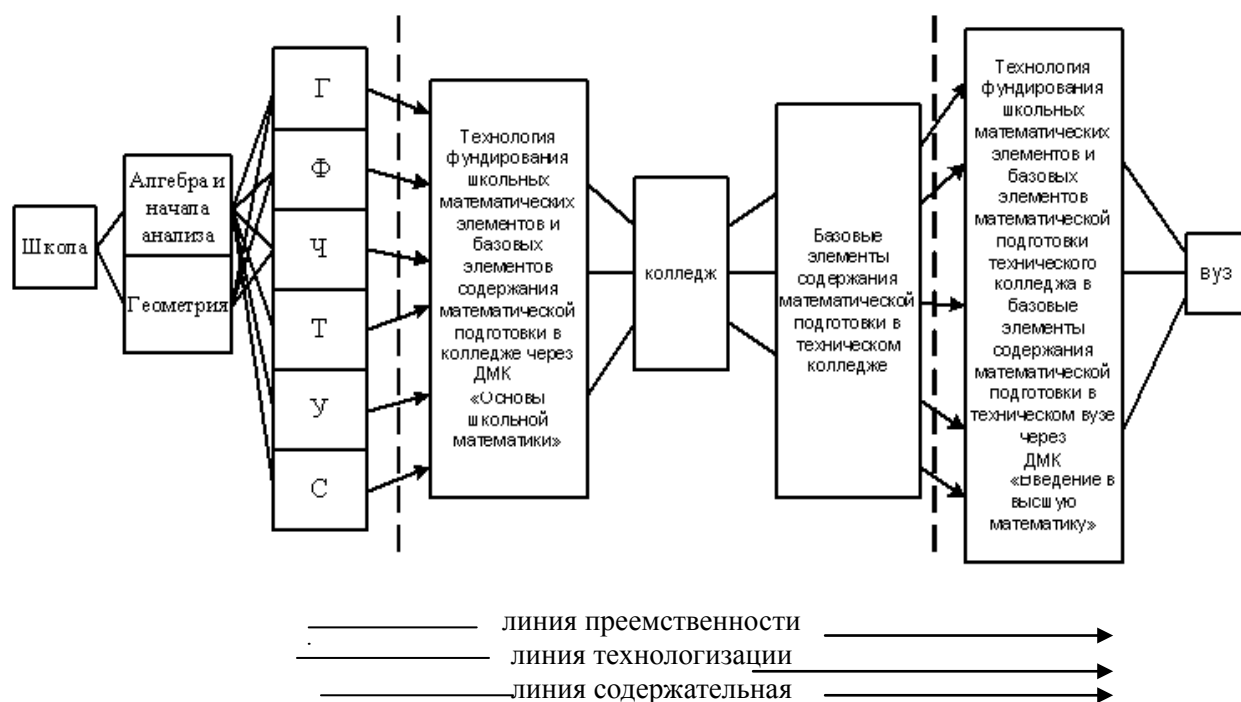 Школа
Алгебра и
начала
анализа
Геометрия
Г
Ф
Ч
Т
У
С
Технология
фундирования
школьных
математических
элементов и
базовых
элементов
содержания
математической
подготовки в
колледже через
ДМК
«Основы
школьной
математики»
колледж
Базовые
элементы
содержания
математической
подготовки в
техническом
колледже
Технология
фундирования
школьных
математических
элементов и
базовых
элементов
математической
подготовки
технического
колледжа в
базовые
элементы
содержания
математической
подготовки в
техническом вузе
через
ДМК
«Введение в
высшую
математику»
вуз
линия преемственности
линия технологизации
линия содержательная